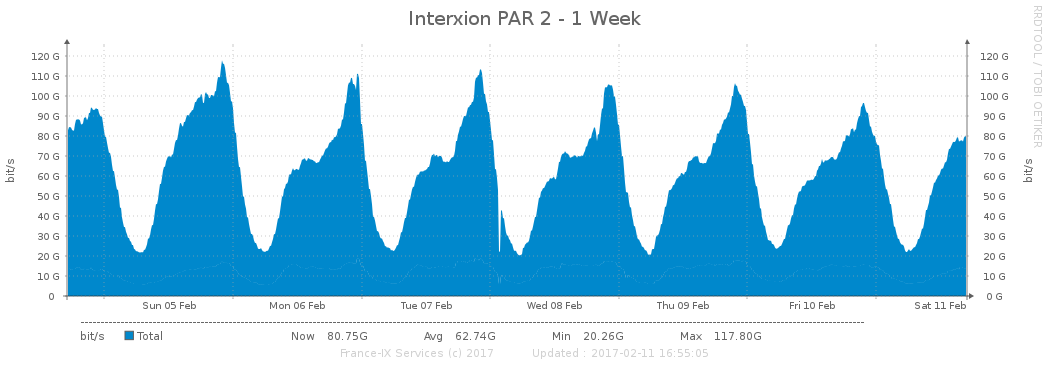 Interxion PAR 2 - 1 Week
RRDTOOL / TOBI OETIKER
bit/s
120 G
110 G
100 G
90 G
80 G
70 G
60 G
50 G
40 G
30 G
20 G
10 G
0
120 G
110 G
100 G
90 G
80 G
70 G
60 G
50 G
40 G
30 G
20 G
10 G
0 G
bit/s
Sun 05 Feb Mon 06 Feb Tue 07 Feb Wed 08 Feb Thu 09 Feb Fri 10 Feb Sat 11 Feb
bit/s Total Now 80.75G Avg 62.74G Min 20.26G Max 117.80G
France-IX Services (c) 2017 Updated : 2017-02-11 16:55:05